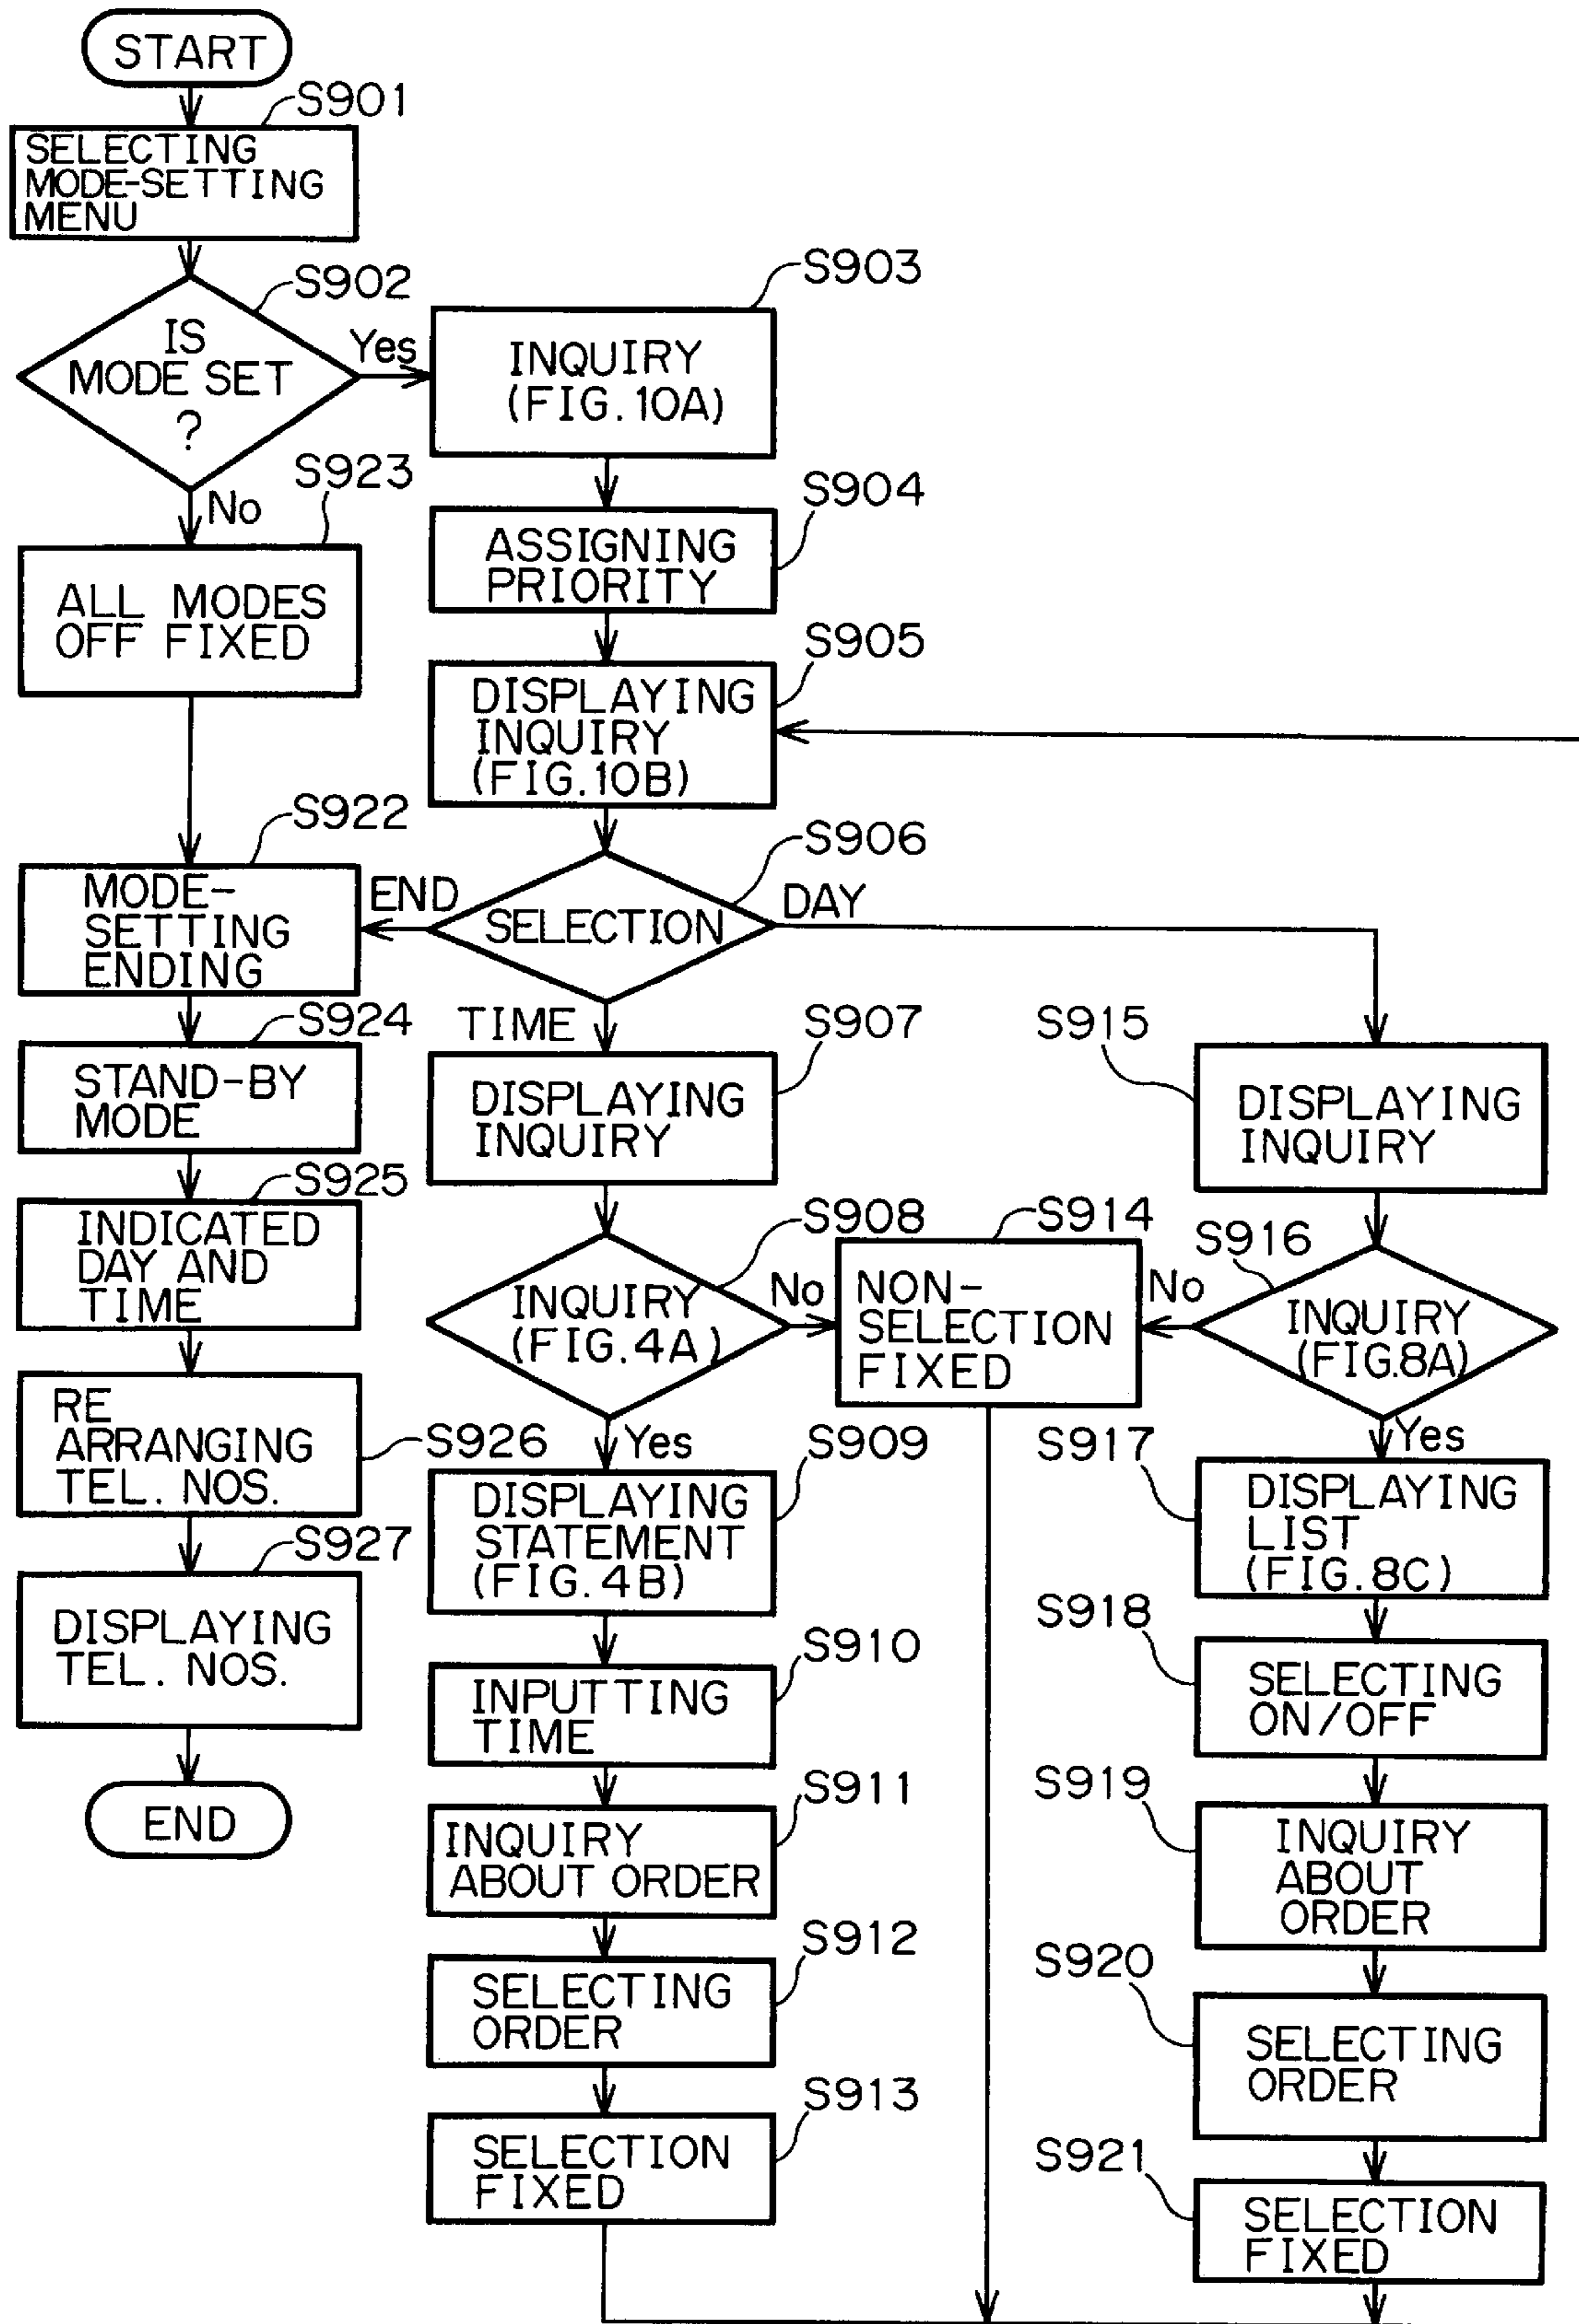 START
S901
SELECTING
MODE-SETTING
MENU
S902
IS
MODE SET
?
Yes
No
S903
INQUIRY
(FIG.10A)
S923
ALL MODES
OFF FIXED
S904
ASSIGNING
PRIORITY
S905
DISPLAYING
INQUIRY
(FIG.10B)
S922
MODE-
SETTING
ENDING
END
S906
SELECTION
DAY
TIME
S924
STAND-BY
MODE
S925
INDICATED
DAY AND
TIME
RE
ARRANGING
TEL. NOS.
S926
S927
DISPLAYING
TEL. NOS.
END
S907
DISPLAYING
INQUIRY
S908
INQUIRY
(FIG.4A)
No
Yes
S909
DISPLAYING
STATEMENT
(FIG.4B)
S910
INPUTTING
TIME
S911
INQUIRY
ABOUT ORDER
S912
SELECTING
ORDER
S913
SELECTION
FIXED
S914
NON-
SELECTION
FIXED
S915
DISPLAYING
INQUIRY
S916
No
INQUIRY
(FIG.8A)
Yes
S917
DISPLAYING
LIST
(FIG.8C)
S918
SELECTING
ON/OFF
S919
INQUIRY
ABOUT
ORDER
S920
SELECTING
ORDER
S921
SELECTION
FIXED